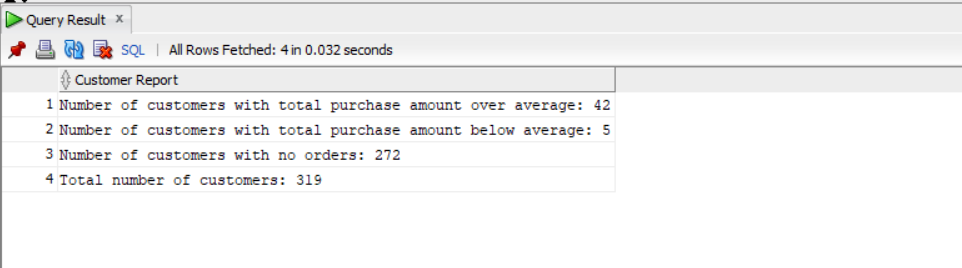 Query Result x
SQL | All Rows Fetched: 4 in 0.032 seconds
Customer Report
1 Number of customers with total purchase amount over average: 42
2 Number of customers with total purchase amount below average: 5
3 Number of customers with no orders: 272
4 Total number of customers: 319